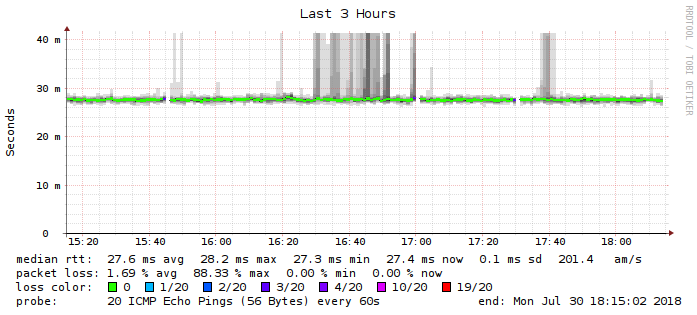 Last 3 Hours
RRDTOOL / TOBI OETIKER
Seconds
40 m
30 m
20 m
10 m
0
15:20 15:40 16:00 16:20 16:40 17:00 17:20 17:40 18:00
median rtt: 27.6 ms avg 28.2 ms max 27.3 ms min 27.4 ms now 0.1 ms sd 201.4 am/s
packet loss: 1.69 % avg 88.33 % max 0.00 % min 0.00 % now
loss color: 0 1/20 2/20 3/20 4/20 10/20 19/20
probe: 20 ICMP Echo Pings (56 Bytes) every 60s end: Mon Jul 30 18:15:02 2018